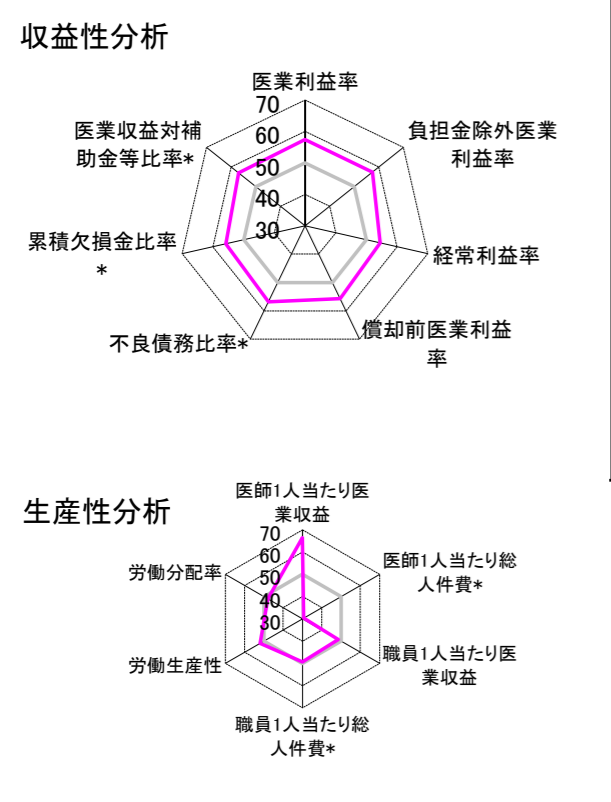 収益性分析
医業利益率
70
60
50
40
30
負担金除外医業
利益率
経常利益率
償却前医業利益
率
不良債務比率*
累積欠損金比率
*
医業収益対補
助金等比率*
生産性分析
医師1人当たり医
業収益
70
60
50
40
30
医師1人当たり総
人件費*
職員1人当たり医
業収益
職員1人当たり総
人件費*
労働生産性
労働分配率